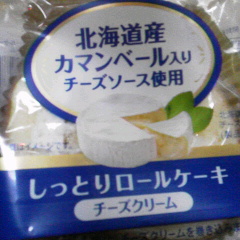 北海道産
カマンベール入り
チーズソース使用
しっとりロールケーキ
チーズクリーム